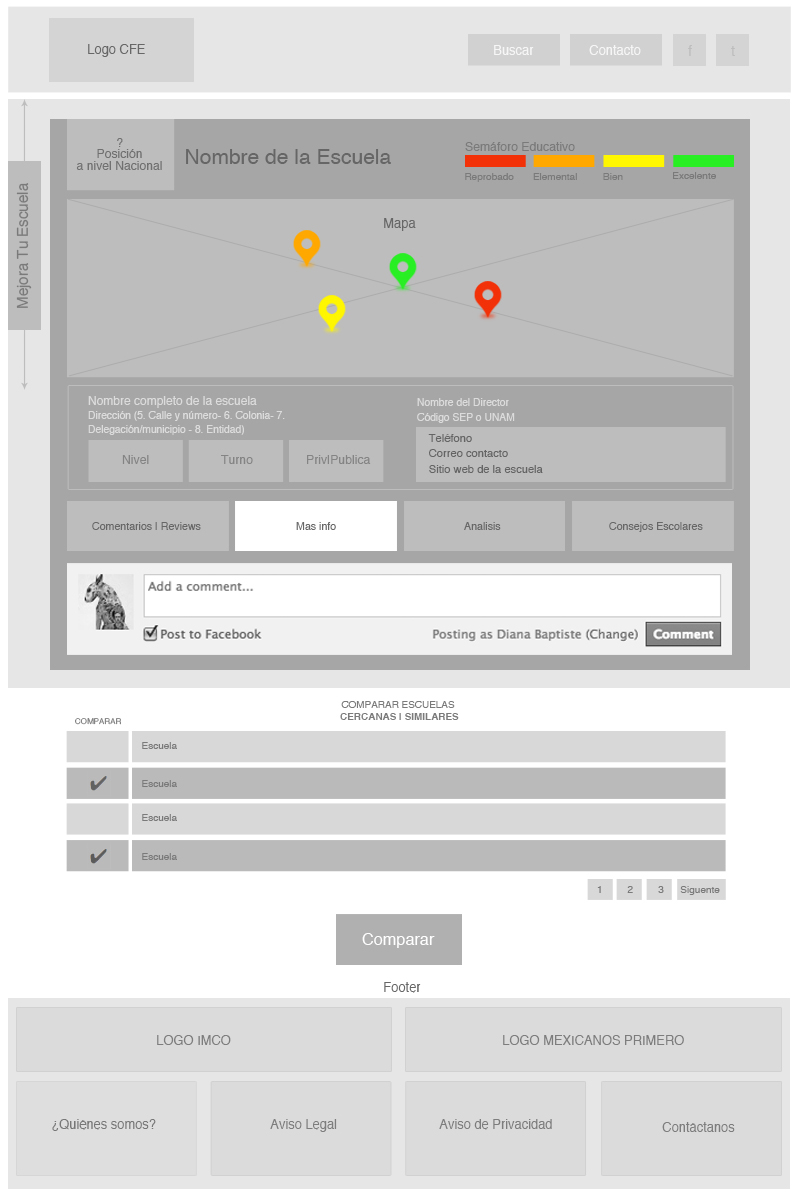 Logo CFE
Buscar
Contacto
f
t
Mejora Tu Escuela
?
Posición
a nivel Nacional
Nombre de la Escuela
Semáforo Educativo
Reprobado
Elemental
Bien
Excelente
Mapa
Nombre completo de la escuela
Dirección (5. Calle y número- 6. Colonia- 7.
Delegación/municipio - 8. Entidad)
Nivel
Turno
Priv|Publica
Nombre del Director
Código SEP o UNAM
Teléfono
Correo contacto
Sitio web de la escuela
Comentarios | Reviews
Mas info
Analisis
Consejos Escolares
Add a comment...
Post to Facebook
Posting as Diana Baptiste (Change)
Comment
COMPARAR ESCUELAS
CERCANAS | SIMILARES
COMPARAR
Escuela
Escuela
Escuela
Escuela
1
2
3
Siguente
Comparar
Footer
LOGO IMCO
LOGO MEXICANOS PRIMERO
¿Quiénes somos?
Aviso Legal
Aviso de Privacidad
Contáctanos